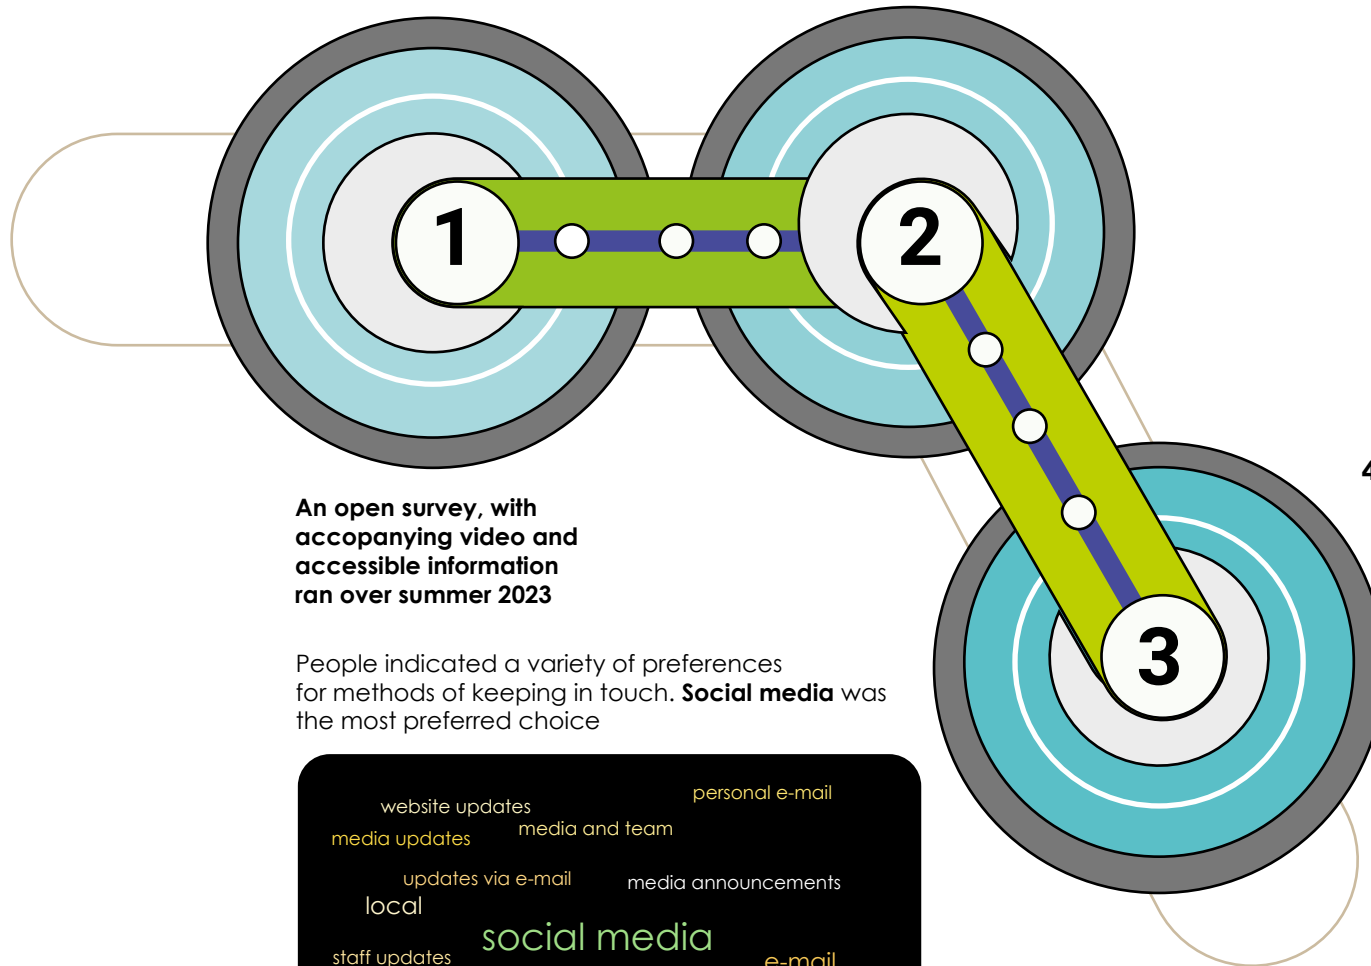 1
2
3
4
An open survey, with
accopanying video and
accessible information
ran over summer 2023
People indicated a variety of preferences
for methods of keeping in touch. Social media was
the most preferred choice
personal e-mail
website updates
media and team
media updates
updates via e-mail
media announcements
local
social media
staff updates
e-mail